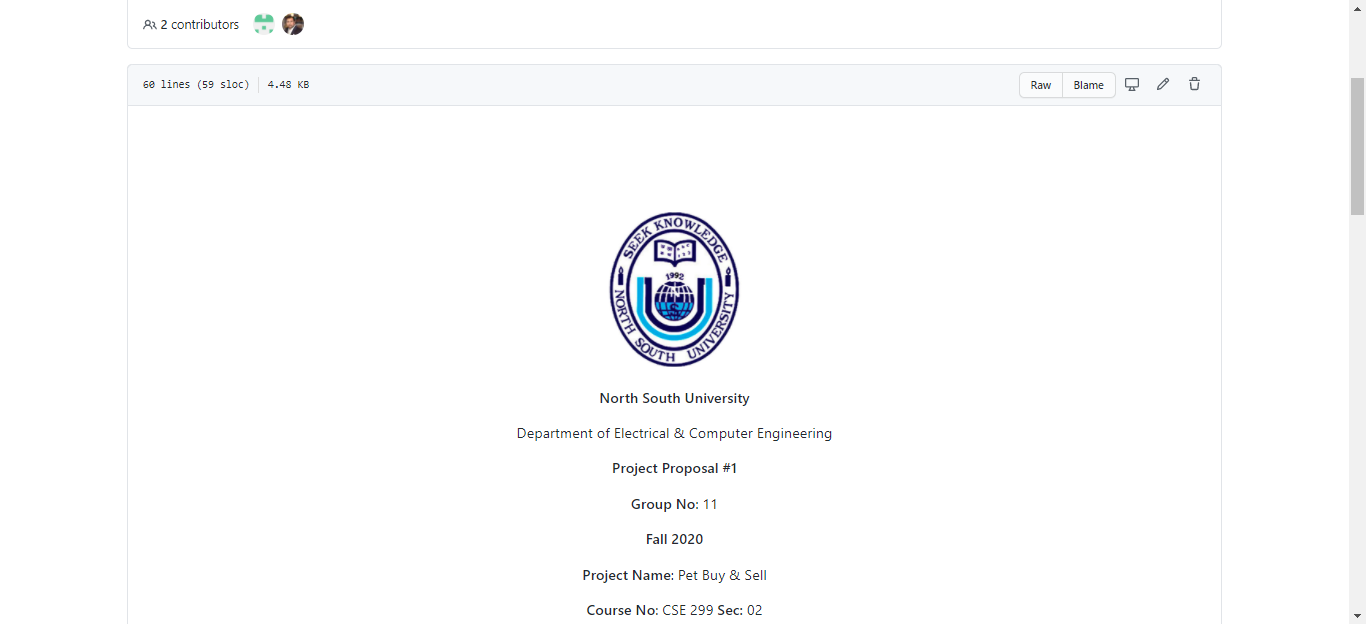 2 contributors
60 lines (59 sloc) 4.48 KB
Raw Blame
SEEK KNOWLEDGE
1992
NORTH SOUTH UNIVERSITY
North South University
Department of Electrical & Computer Engineering
Project Proposal #1
Group No: 11
Fall 2020
Project Name: Pet Buy & Sell
Course No: CSE 299 Sec: 02